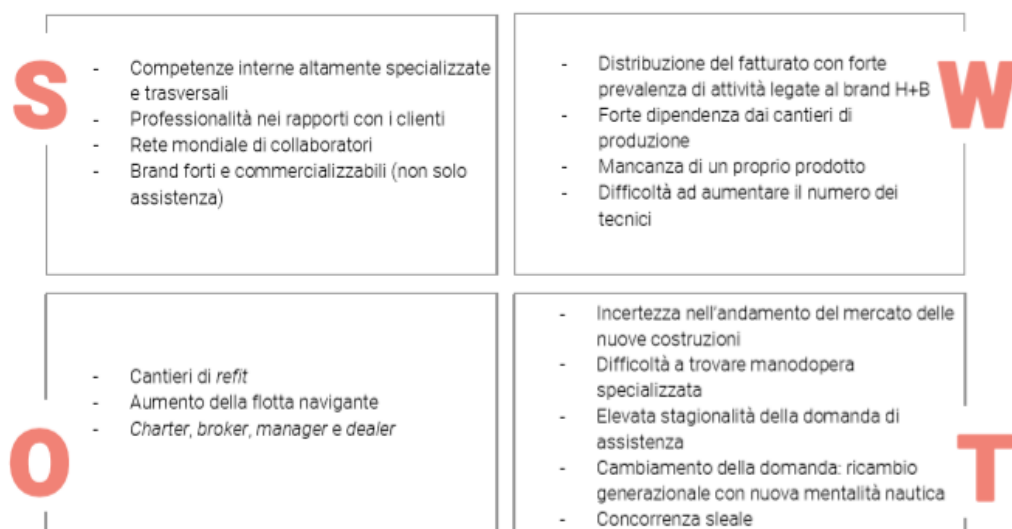 S
- Competenze interne altamente specializzate
e trasversali
- Professionalità nei rapporti con i clienti
- Rete mondiale di collaboratori
- Brand forti e commercializzabili (non solo
assistenza)
W
- Distribuzione del fatturato con forte
prevalenza di attività legate al brand H+B
- Forte dipendenza dai cantieri di
produzione
- Mancanza di un proprio prodotto
- Difficoltà ad aumentare il numero dei
tecnici
O
- Cantieri di refit
- Aumento della flotta navigante
- Charter, broker, manager e dealer
T
- Incertezza nell'andamento del mercato delle
nuove costruzioni
- Difficoltà a trovare manodopera
specializzata
- Elevata stagionalità della domanda di
assistenza
- Cambiamento della domanda: ricambio
generazionale con nuova mentalità nautica
- Concorrenza sleale